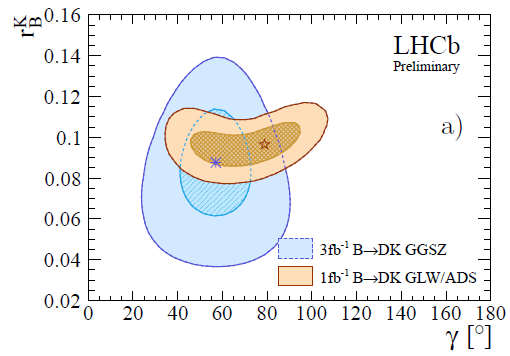 r_B^K
0.16
0.14
0.12
0.1
0.08
0.06
0.04
0.02
LHCb
Preliminary
a)
3fb⁻¹ B→DK GGSZ
1fb⁻¹ B→DK GLW/ADS
0 20 40 60 80 100 120 140 160 180
γ [°]